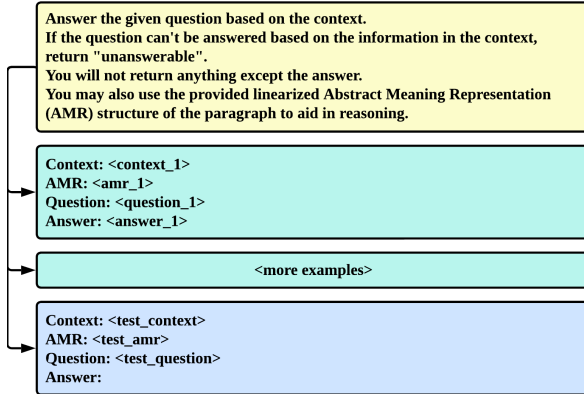 Answer the given question based on the context.
If the question can't be answered based on the information in the context,
return "unanswerable".
You will not return anything except the answer.
You may also use the provided linearized Abstract Meaning Representation
(AMR) structure of the paragraph to aid in reasoning.
Context: <context_1>
AMR: <amr_1>
Question: <question_1>
Answer: <answer_1>
<more examples>
Context: <test_context>
AMR: <test_amr>
Question: <test_question>
Answer: